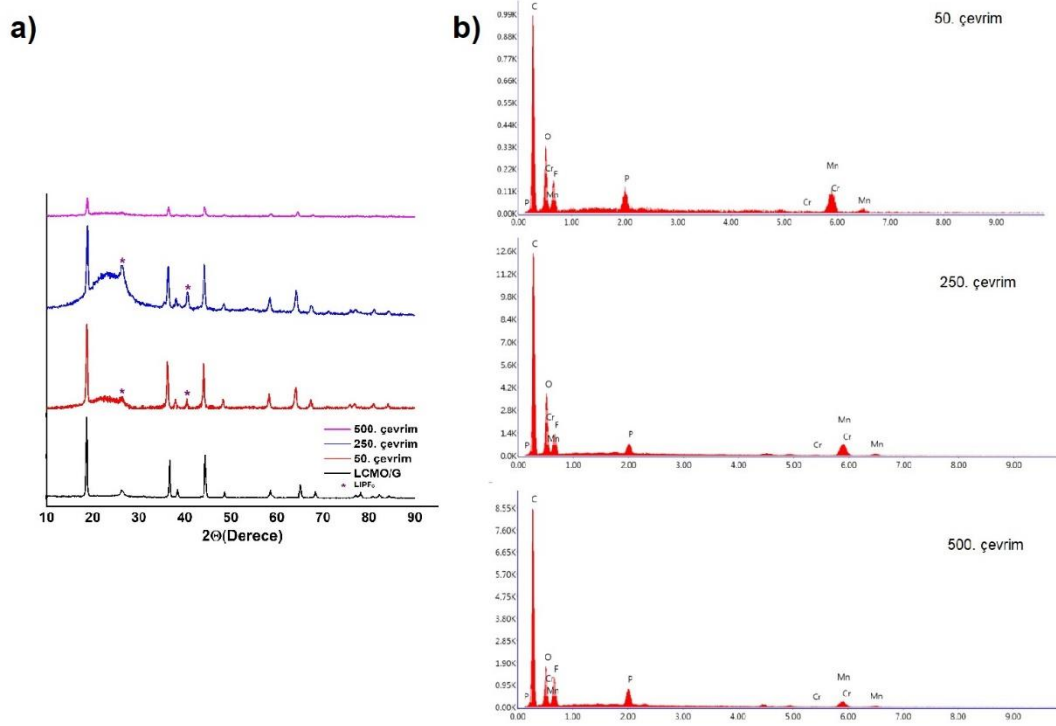 a)
500. çevrim
250. çevrim
50. çevrim
LCMO/G
* LIPF₆
10 20 30 40 50 60 70 80 90
2Θ(Derece)
b)
50. çevrim
0.99K
0.88K
0.77K
0.66K
0.55K
0.44K
0.33K
0.22K
0.11K
0.00K
C
O
Cr
F
Mn
P
P
Cr
Mn
Cr
Mn
0.00 1.00 2.00 3.00 4.00 5.00 6.00 7.00 8.00 9.00
250. çevrim
12.6K
11.2K
9.8K
8.4K
7.0K
5.6K
4.2K
2.8K
1.4K
0.0K
C
O
Cr
F
Mn
P
P
Cr
Mn
Cr
Mn
0.00 1.00 2.00 3.00 4.00 5.00 6.00 7.00 8.00 9.00
500. çevrim
8.55K
7.60K
6.65K
5.70K
4.75K
3.80K
2.85K
1.90K
0.95K
0.00K
C
O
F
Cr
Mn
P
P
Cr
Mn
Cr
Mn
0.00 1.00 2.00 3.00 4.00 5.00 6.00 7.00 8.00 9.00